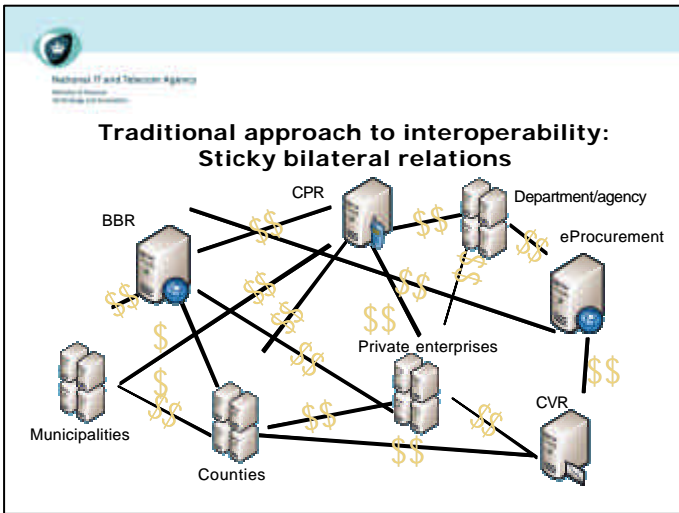 National IT and Telecom Agency
Traditional approach to interoperability:
Sticky bilateral relations
CPR
Department/agency
BBR
$$
$$
$$
eProcurement
$$
$$
$$
$$
$$
$
$$
$$
Private enterprises
$$
$
$$
$$
CVR
$$
$$
Municipalities
$$
Counties